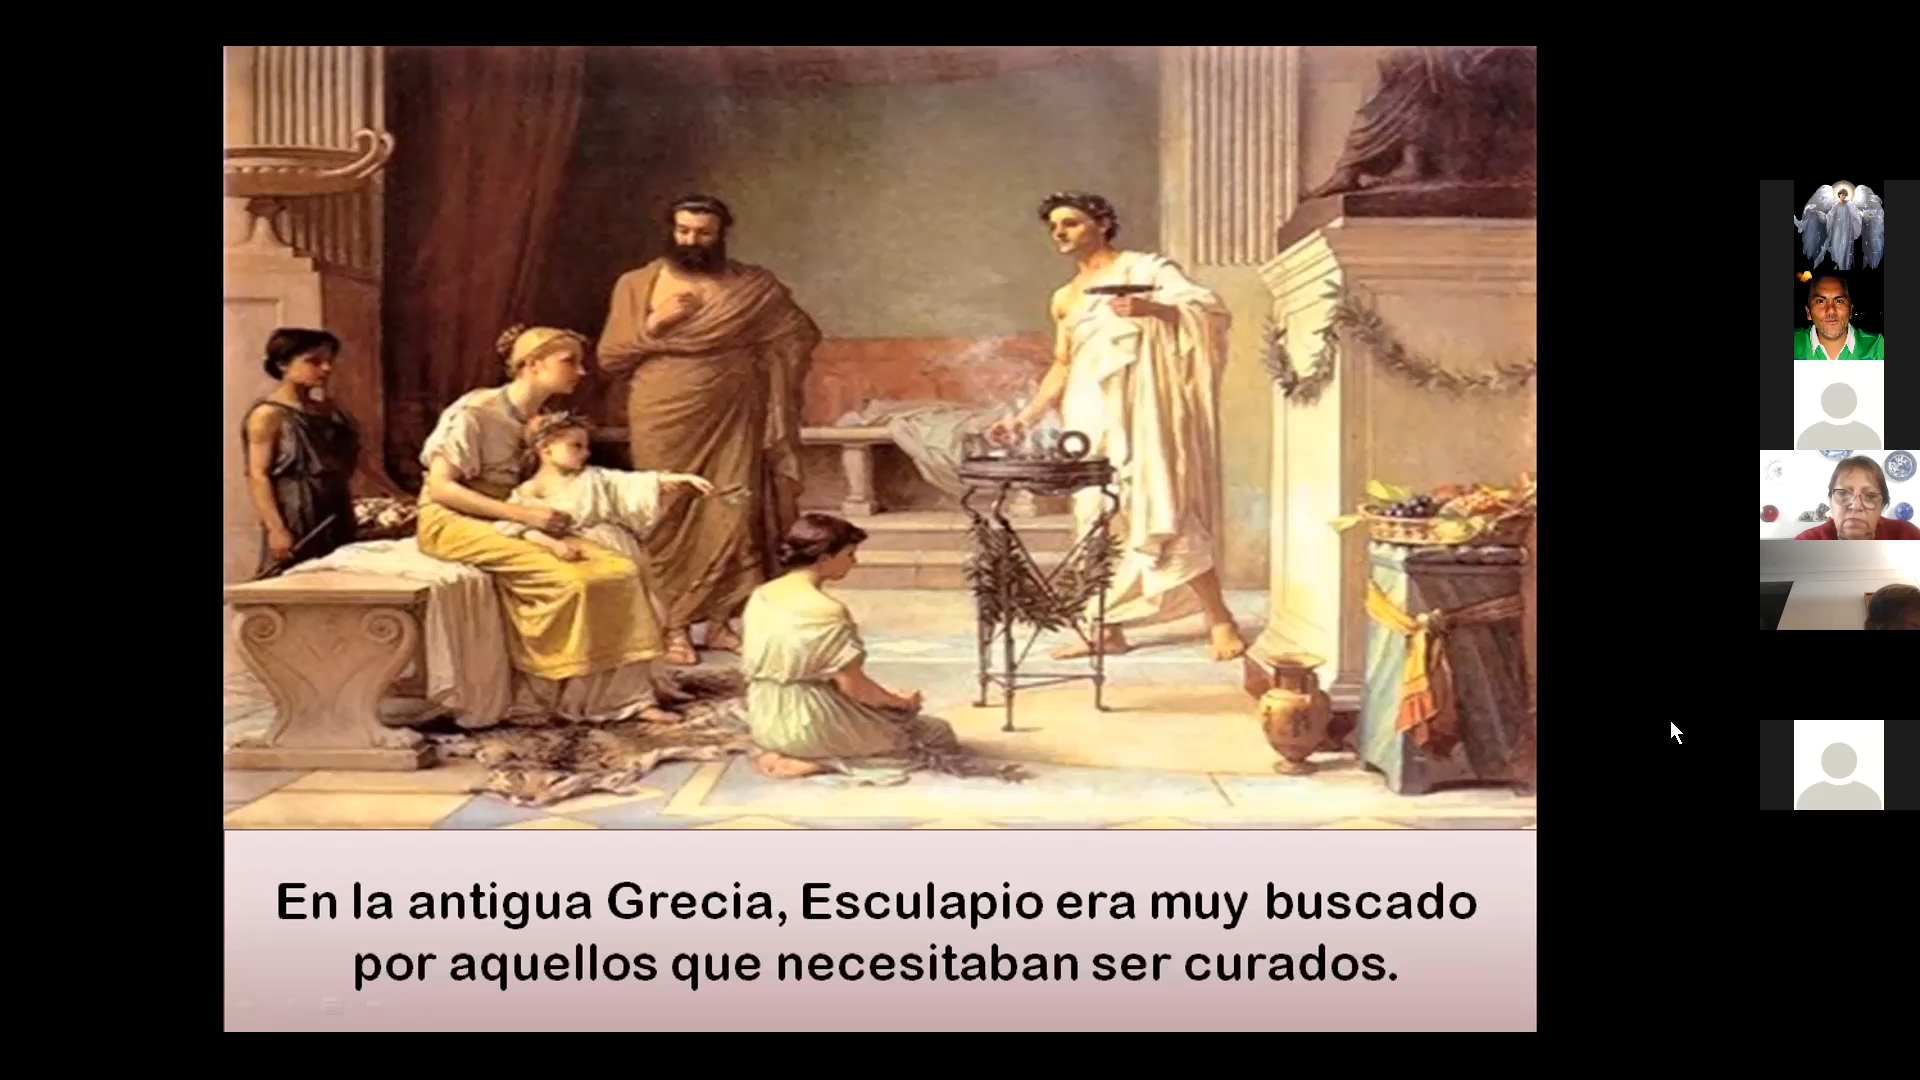 En la antigua Grecia, Esculapio era muy buscado
por aquellos que necesitaban ser curados.